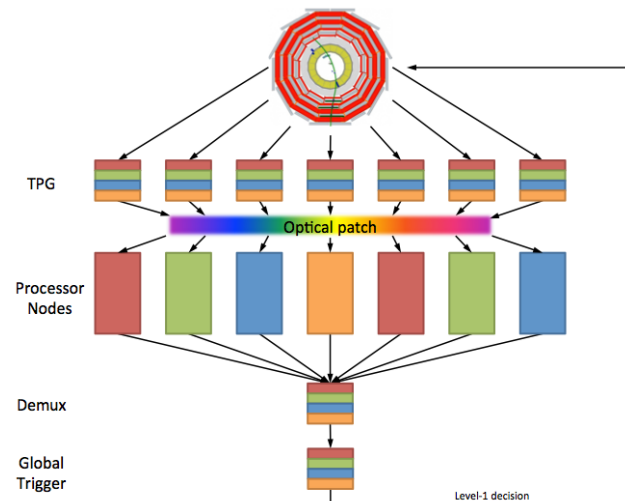 TPG
Optical patch
Processor
Nodes
Demux
Global
Trigger
Level-1 decision